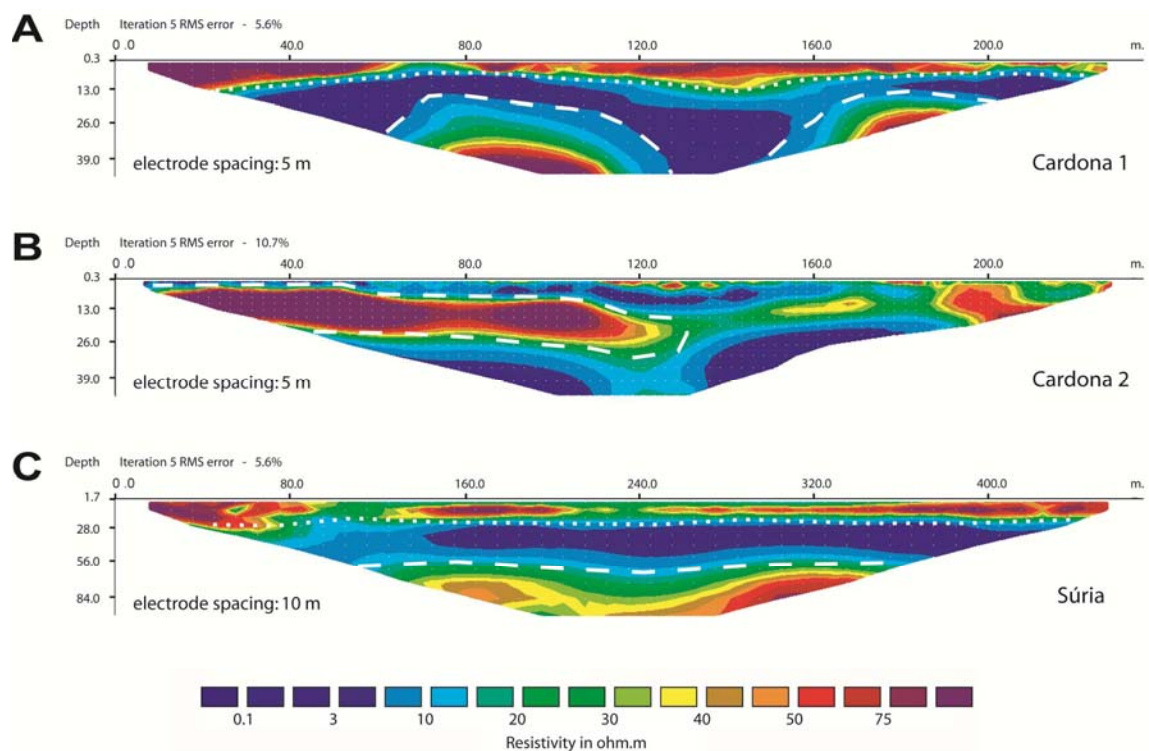 A
Depth Iteration 5 RMS error - 5.6%
0 .0 40.0 80.0 120.0 160.0 200.0 m.
0.3
13.0
26.0
39.0
electrode spacing: 5 m
Cardona 1
B
Depth Iteration 5 RMS error - 10.7%
0 .0 40.0 80.0 120.0 160.0 200.0 m.
0.3
13.0
26.0
39.0
electrode spacing: 5 m
Cardona 2
C
Depth Iteration 5 RMS error - 5.6%
0 .0 80.0 160.0 240.0 320.0 400.0 m.
1.7
28.0
56.0
84.0
electrode spacing: 10 m
Súria
0.1 3 10 20 30 40 50 75
Resistivity in ohm.m